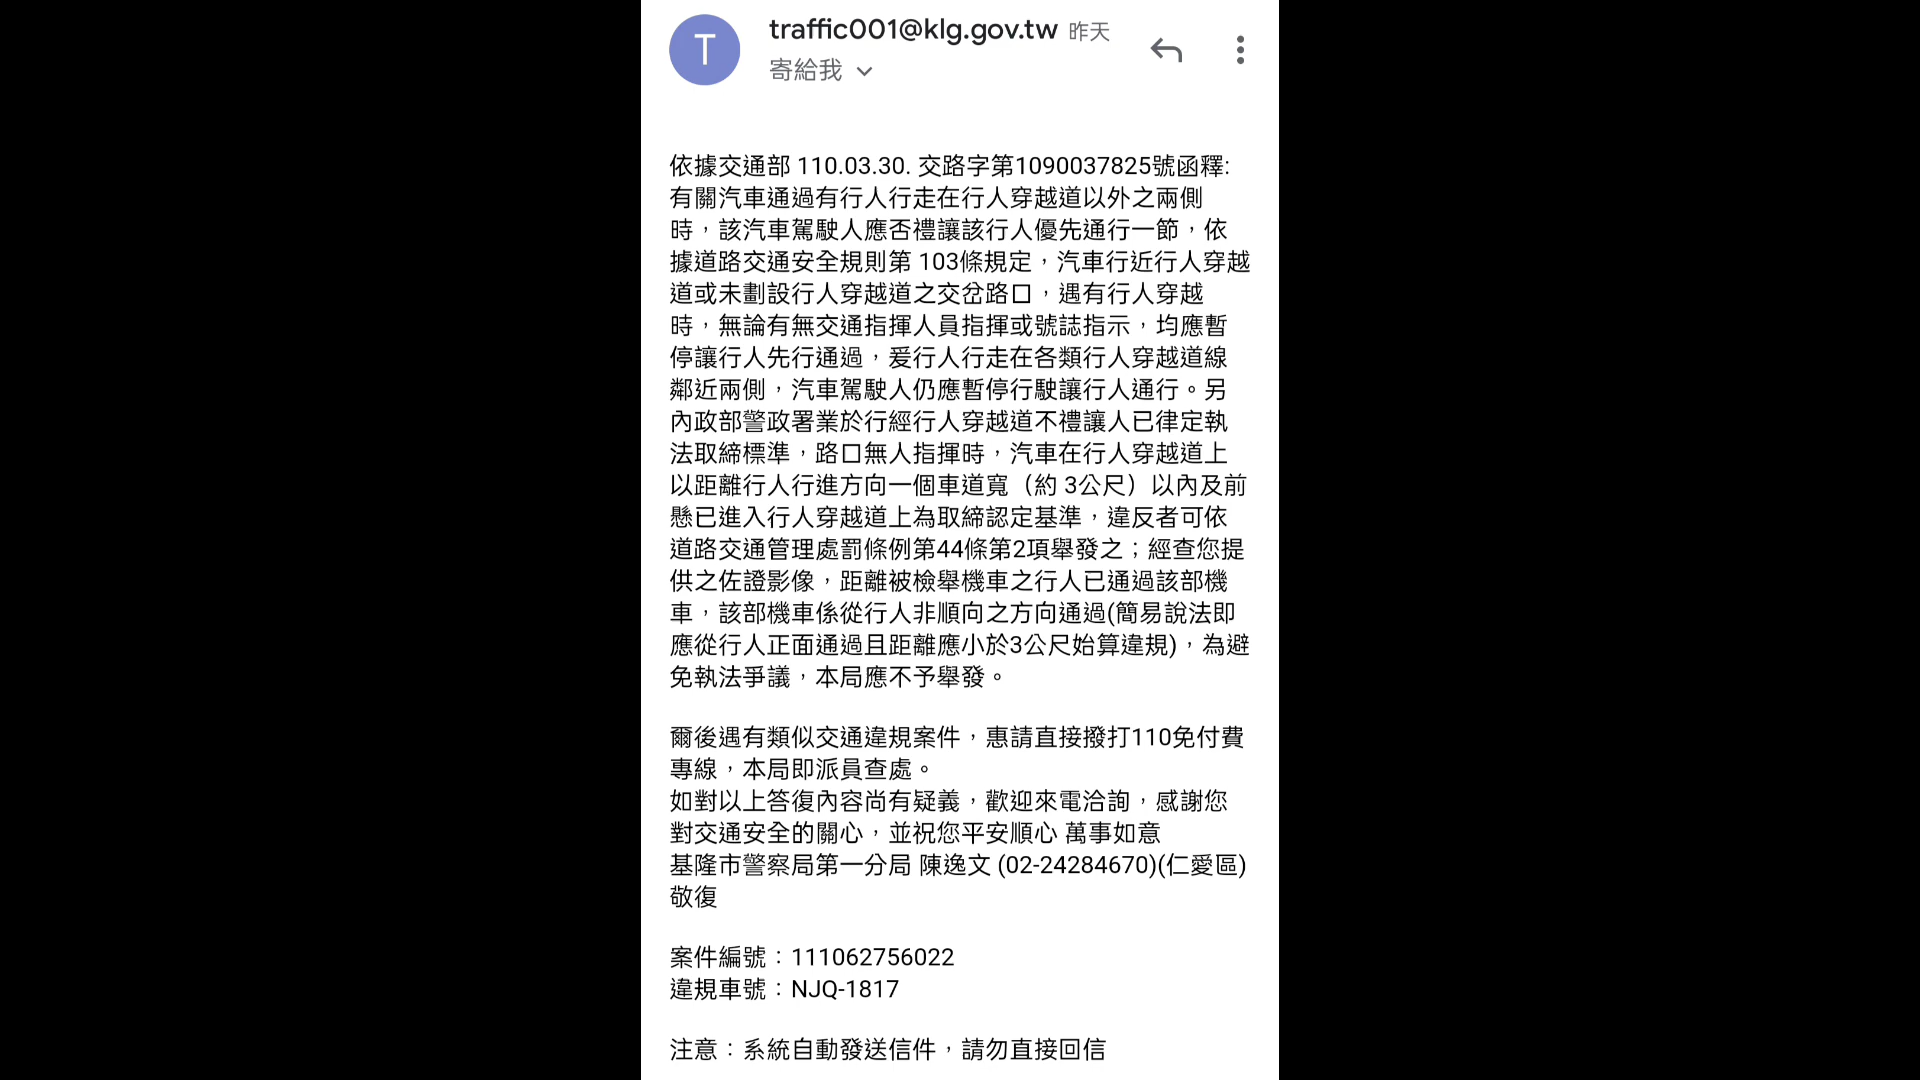 T
traffic001@klg.gov.tw 昨天
寄給我
依據交通部 110.03.30. 交路字第1090037825號函釋:
有關汽車通過有行人行走在行人穿越道以外之兩側
時，該汽車駕駛人應否禮讓該行人優先通行一節，依
據道路交通安全規則第 103條規定，汽車行近行人穿越
道或未劃設行人穿越道之交岔路口，遇有行人穿越
時，無論有無交通指揮人員指揮或號誌指示，均應暫
停讓行人先行通過，爰行人行走在各類行人穿越道線
鄰近兩側，汽車駕駛人仍應暫停行駛讓行人通行。另
內政部警政署業於行經行人穿越道不禮讓人已律定執
法取締標準，路口無人指揮時，汽車在行人穿越道上
以距離行人行進方向一個車道寬（約 3公尺）以內及前
懸已進入行人穿越道上為取締認定基準，違反者可依
道路交通管理處罰條例第44條第2項舉發之；經查您提
供之佐證影像，距離被檢舉機車之行人已通過該部機
車，該部機車係從行人非順向之方向通過(簡易說法即
應從行人正面通過且距離應小於3公尺始算違規)，為避
免執法爭議，本局應不予舉發。
爾後遇有類似交通違規案件，惠請直接撥打110免付費
專線，本局即派員查處。
如對以上答復內容尚有疑義，歡迎來電洽詢，感謝您
對交通安全的關心，並祝您平安順心 萬事如意
基隆市警察局第一分局 陳逸文 (02-24284670)(仁愛區)
敬復
案件編號：111062756022
違規車號：NJQ-1817
注意：系統自動發送信件，請勿直接回信